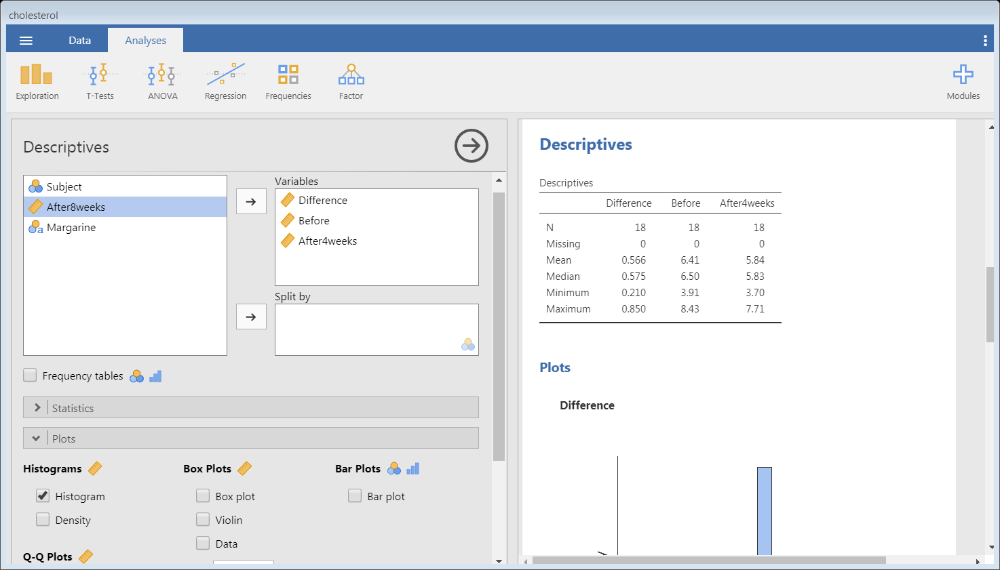 cholesterol
Data Analyses
Exploration T-Tests ANOVA Regression Frequencies Factor Modules
Descriptives
Subject
After8weeks
Margarine
Variables
Difference
Before
After4weeks
Split by
Frequency tables
Statistics
Plots
Histograms Box Plots Bar Plots
Histogram Box plot Bar plot
Density Violin
Data
Q-Q Plots
Descriptives
Descriptives
Difference Before After4weeks
N 18 18 18
Missing 0 0 0
Mean 0.566 6.41 5.84
Median 0.575 6.50 5.83
Minimum 0.210 3.91 3.70
Maximum 0.850 8.43 7.71
Plots
Difference